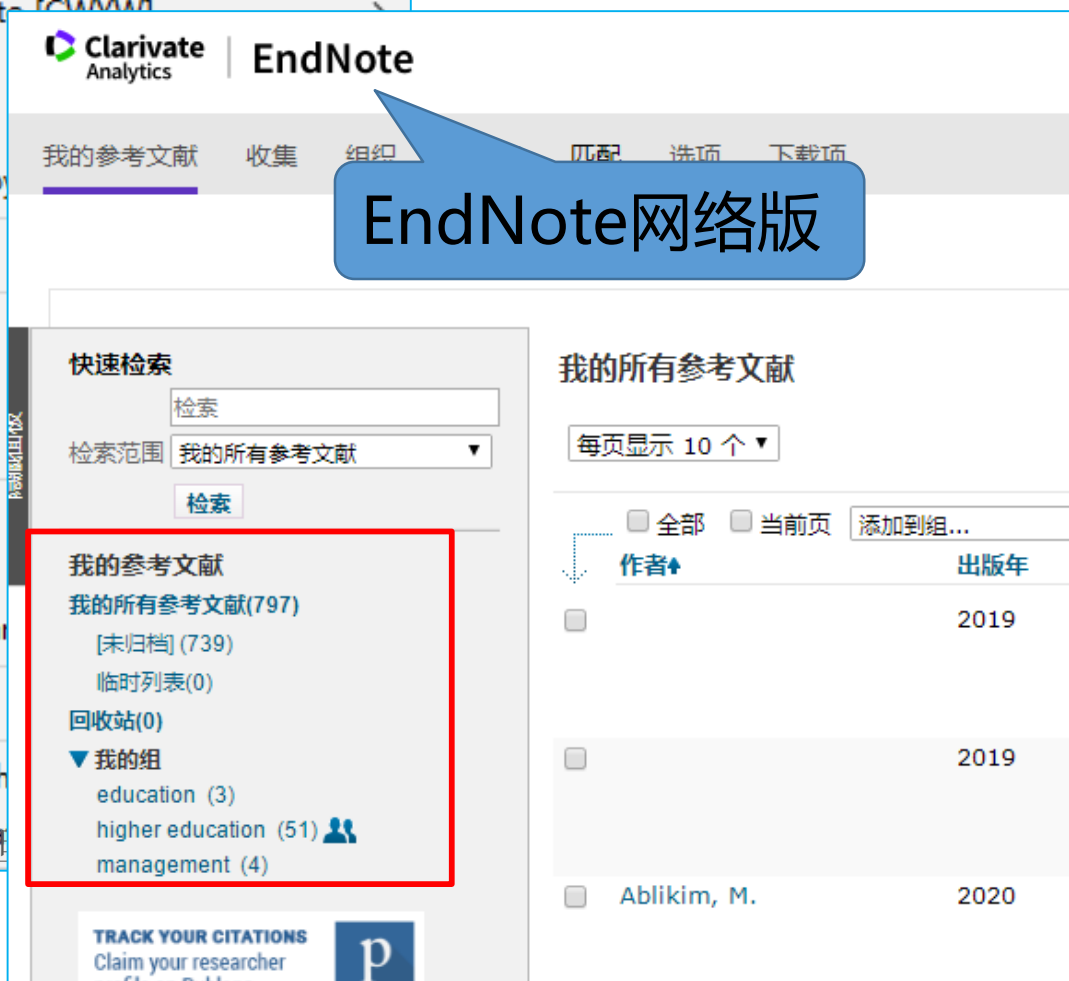 Clarivate
Analytics
EndNote
我的参考文献 收集 组织 匹配 选项 下载项
EndNote网络版
快速检索
检索
检索范围 我的所有参考文献
检索
隐藏面板
我的参考文献
我的所有参考文献(797)
[未归档] (739)
临时列表(0)
回收站(0)
我的组
education (3)
higher education (51)
management (4)
TRACK YOUR CITATIONS
Claim your researcher
p
我的所有参考文献
每页显示 10 个
全部 当前页 添加到组...
作者 出版年
2019
2019
Ablikim, M. 2020